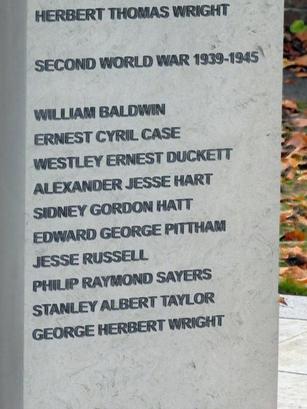 HERBERT THOMAS WRIGHT
SECOND WORLD WAR 1939-1945
WILLIAM BALDWIN
ERNEST CYRIL CASE
WESTLEY ERNEST DUCKETT
ALEXANDER JESSE HART
SIDNEY GORDON HATT
EDWARD GEORGE PITTHAM
JESSE RUSSELL
PHILIP RAYMOND SAYERS
STANLEY ALBERT TAYLOR
GEORGE HERBERT WRIGHT